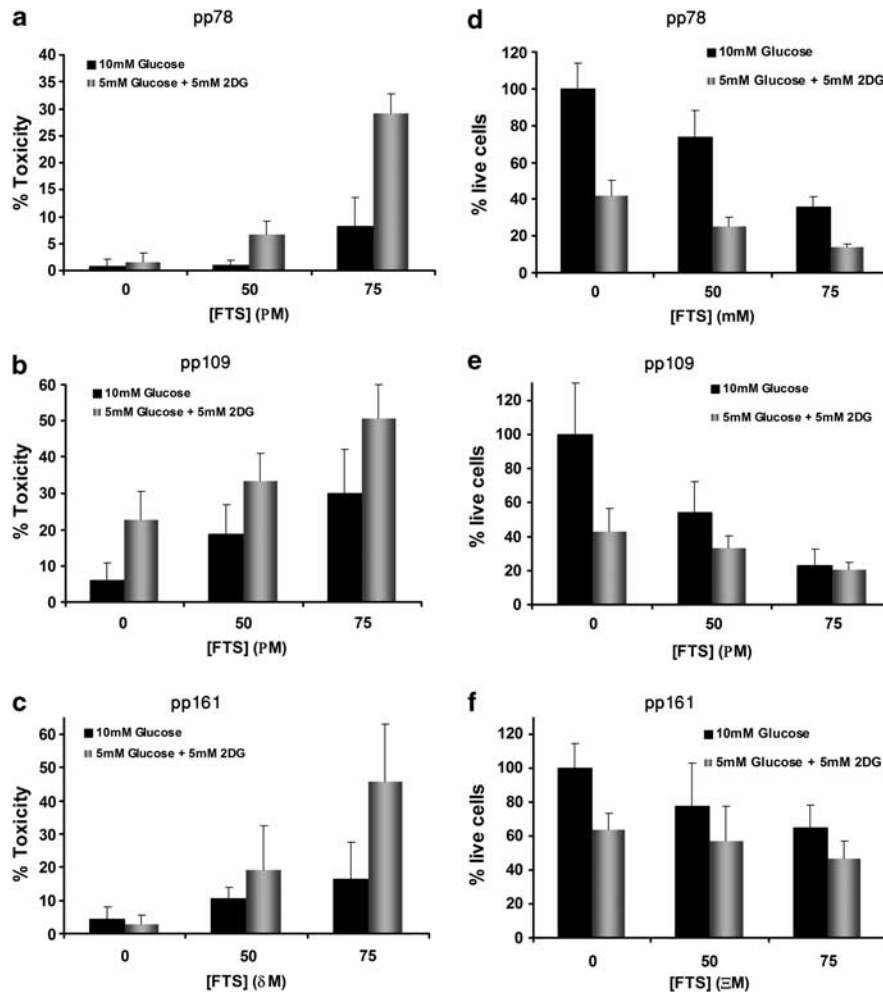 a pp78
40
35
30
25
20
15
10
5
0
% Toxicity
10mM Glucose
5mM Glucose + 5mM 2DG
0 50 75
[FTS] (PM)
d pp78
120
100
80
60
40
20
0
% live cells
10mM Glucose
5mM Glucose + 5mM 2DG
0 50 75
[FTS] (mM)
b pp109
60
50
40
30
20
10
0
% Toxicity
10mM Glucose
5mM Glucose + 5mM 2DG
0 50 75
[FTS] (PM)
e pp109
120
100
80
60
40
20
0
% live cells
10mM Glucose
5mM Glucose + 5mM 2DG
0 50 75
[FTS] (PM)
c pp161
60
50
40
30
20
10
0
% Toxicity
10mM Glucose
5mM Glucose + 5mM 2DG
0 50 75
[FTS] (δM)
f pp161
120
100
80
60
40
20
0
% live cells
10mM Glucose
5mM Glucose + 5mM 2DG
0 50 75
[FTS] (ΞM)